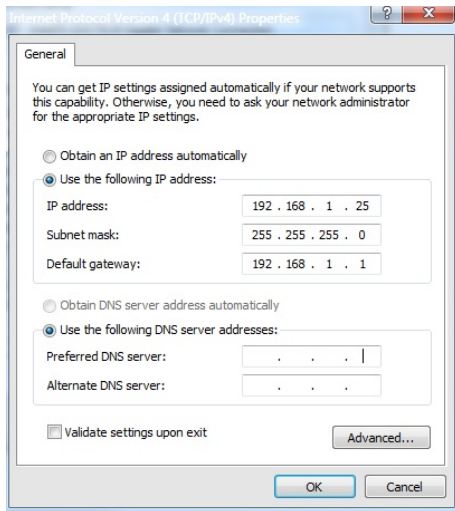 Internet Protocol Version 4 (TCP/IPv4) Properties
General
You can get IP settings assigned automatically if your network supports
this capability. Otherwise, you need to ask your network administrator
for the appropriate IP settings.
Obtain an IP address automatically
Use the following IP address:
IP address: 192 . 168 . 1 . 25
Subnet mask: 255 . 255 . 255 . 0
Default gateway: 192 . 168 . 1 . 1
Obtain DNS server address automatically
Use the following DNS server addresses:
Preferred DNS server: . . .
Alternate DNS server: . . .
Validate settings upon exit
Advanced...
OK Cancel